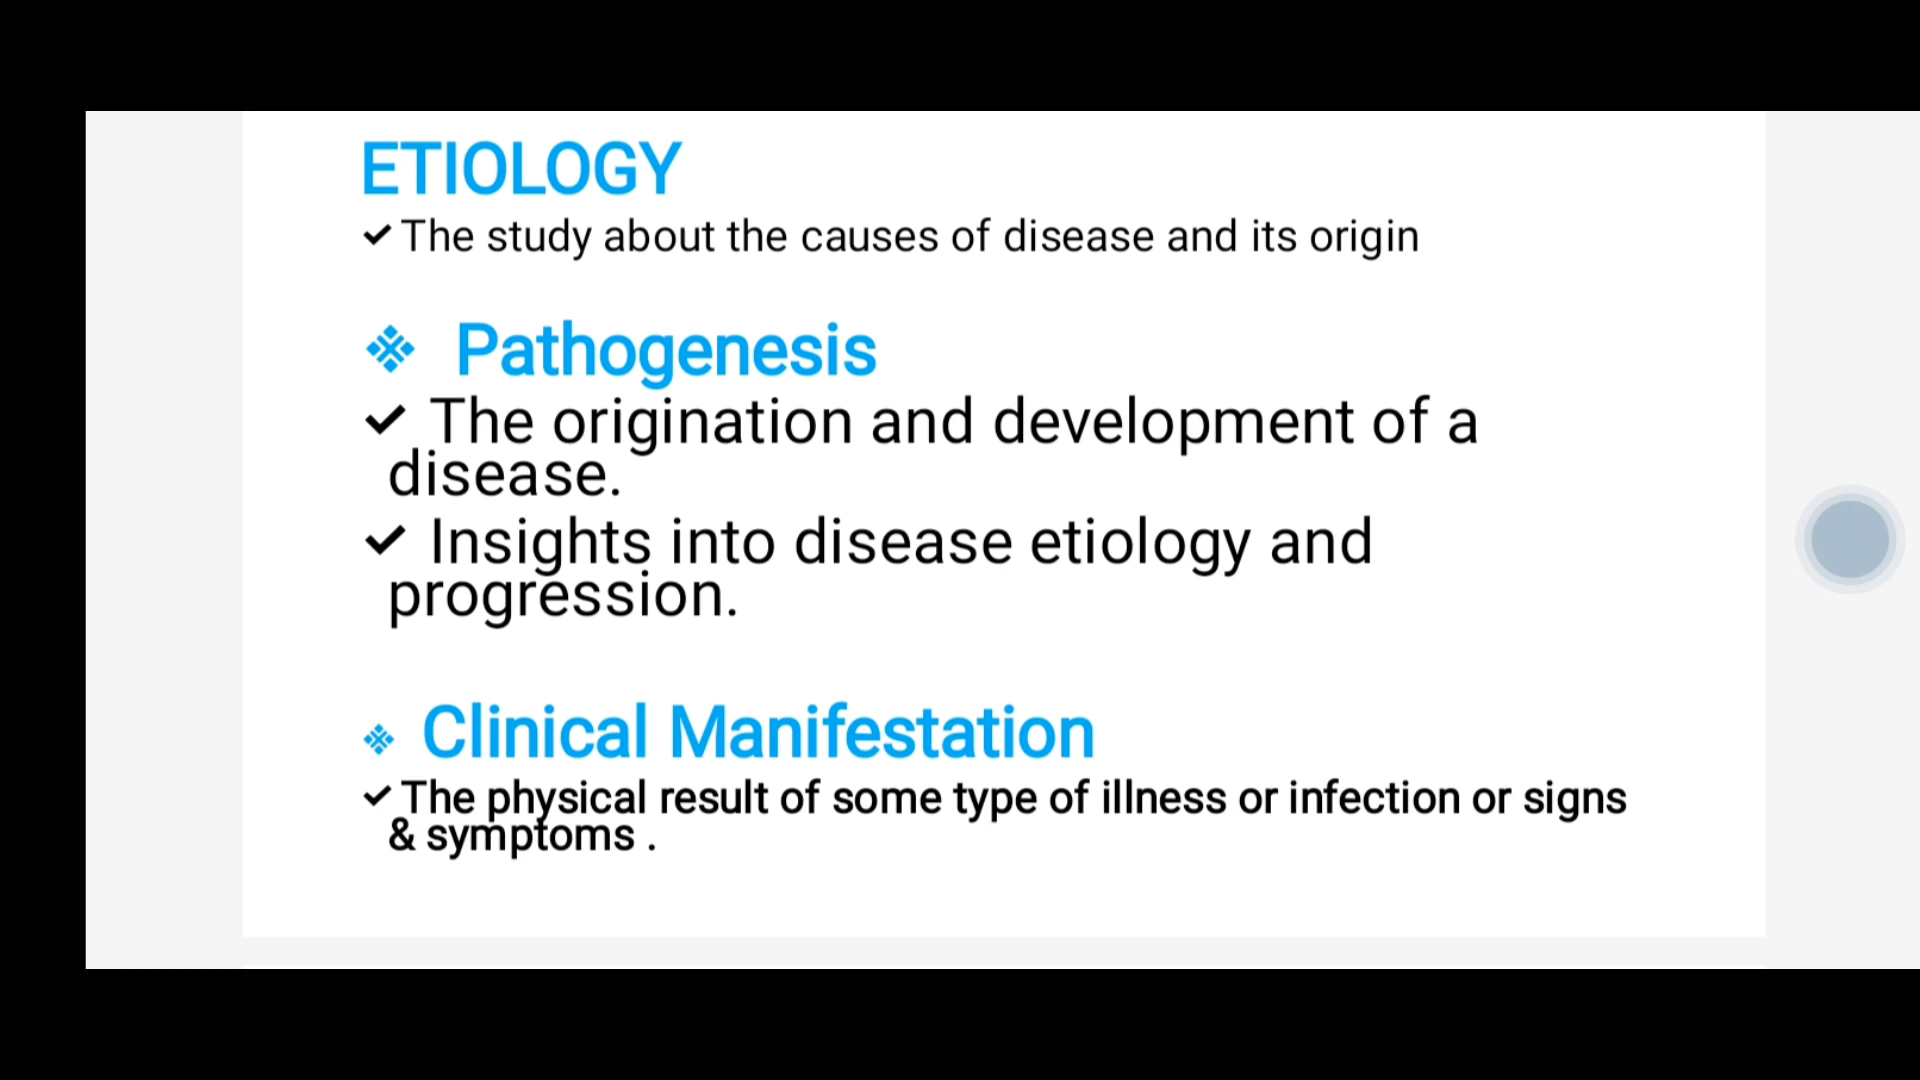 ETIOLOGY
✓ The study about the causes of disease and its origin
❖ Pathogenesis
✓ The origination and development of a
disease.
✓ Insights into disease etiology and
progression.
❖ Clinical Manifestation
✓ The physical result of some type of illness or infection or signs
& symptoms .